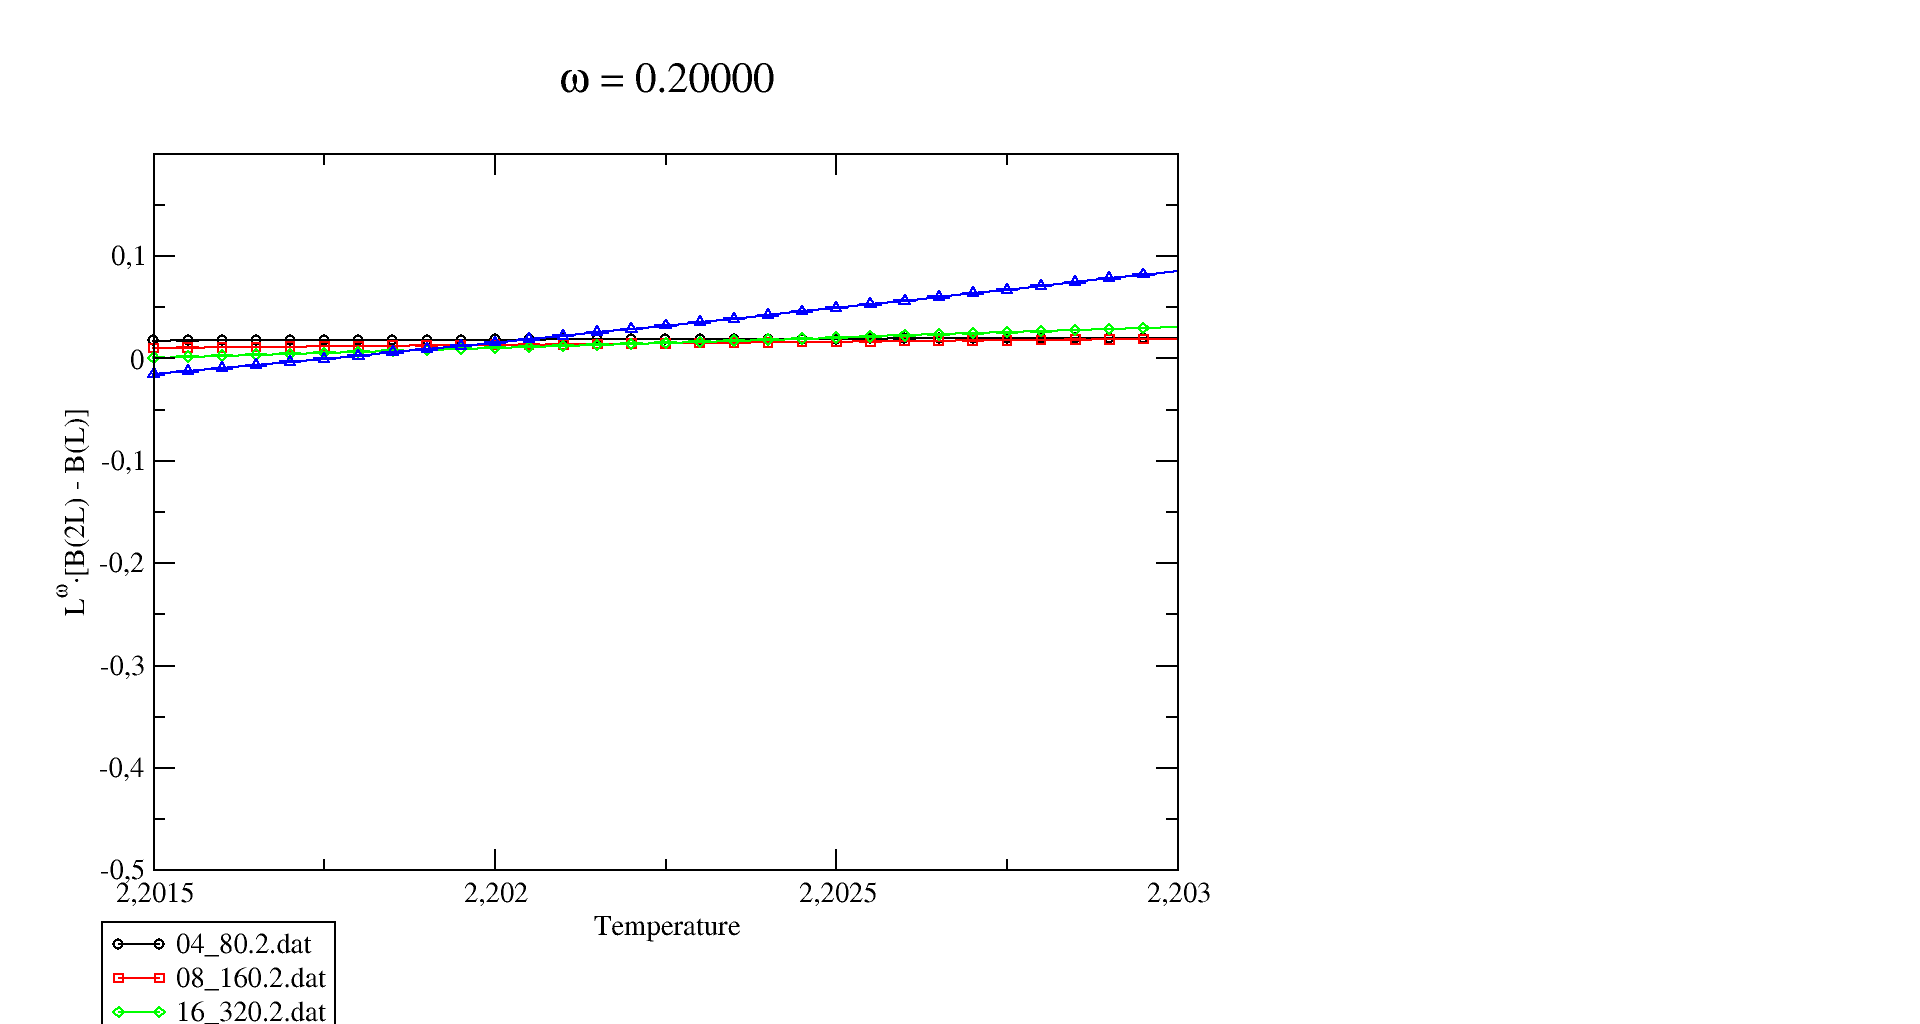 ω = 0.20000
0,1
0
-0,1
-0,2
-0,3
-0,4
-0,5
L^ω·[B(2L) - B(L)]
2,2015 2,202 2,2025 2,203
Temperature
04_80.2.dat
08_160.2.dat
16_320.2.dat